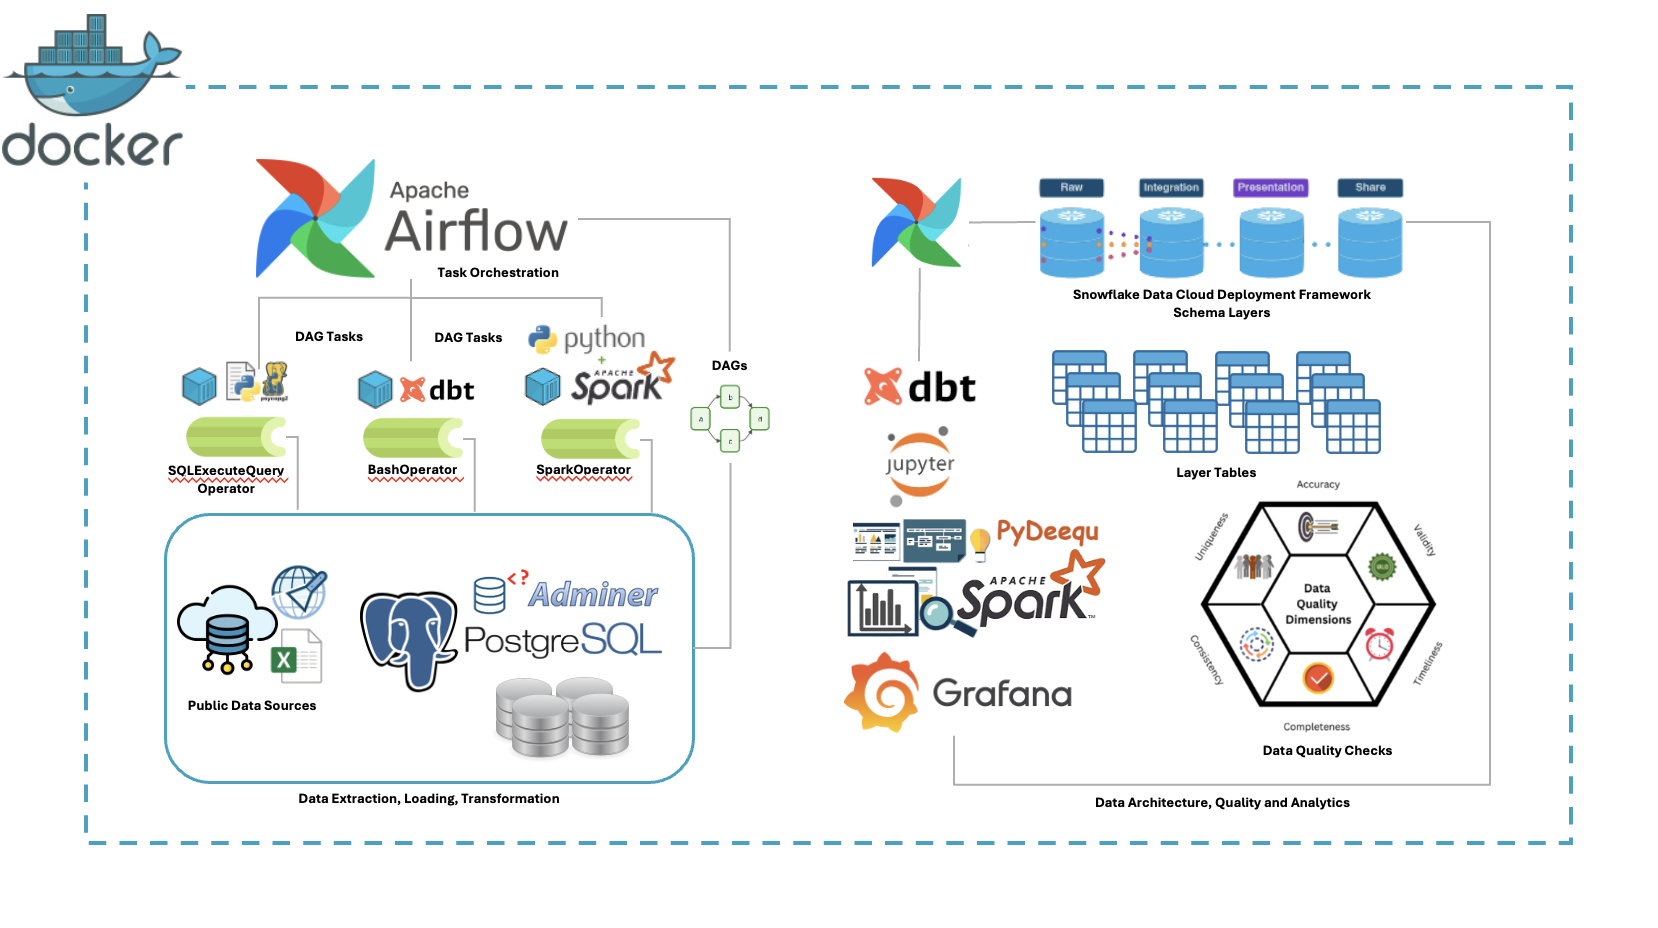 docker
Apache
Airflow
Task Orchestration
DAG Tasks
DAG Tasks
python
+
psycopg2
dbt
APACHE
Spark
DAGs
a
b
c
d
SQLExecuteQuery
Operator
BashOperator
SparkOperator
<?
Adminer
PostgreSQL
X
Public Data Sources
Data Extraction, Loading, Transformation
Raw
Integration
Presentation
Share
Snowflake Data Cloud Deployment Framework
Schema Layers
dbt
jupyter
Layer Tables
PyDeequ
APACHE
Spark
TM
Grafana
Accuracy
Uniqueness
Validity
VALID
Data
Quality
Dimensions
Consistency
Timeliness
Completeness
Data Quality Checks
Data Architecture, Quality and Analytics